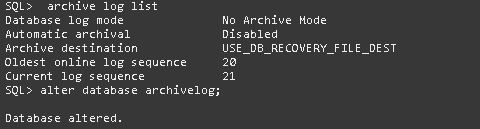 SQL>  archive log list
Database log mode              No Archive Mode
Automatic archival             Disabled
Archive destination            USE_DB_RECOVERY_FILE_DEST
Oldest online log sequence     20
Current log sequence           21
SQL> alter database archivelog;
Database altered.